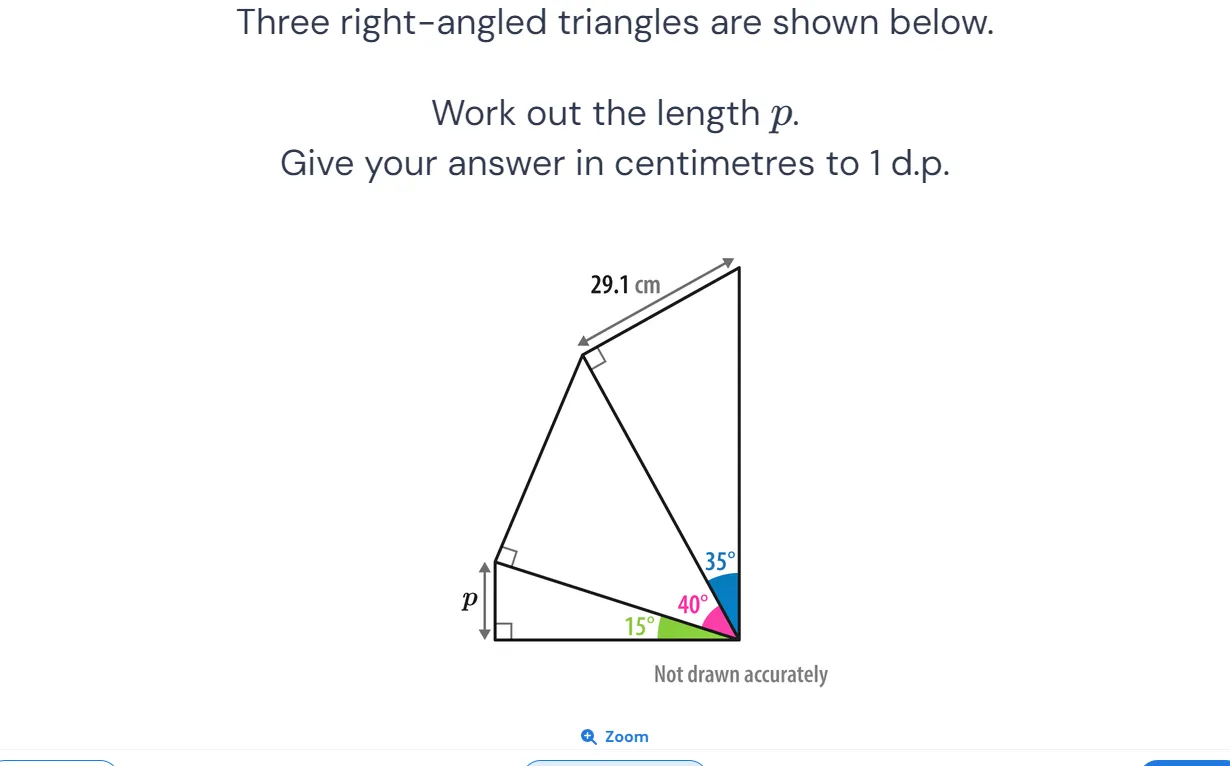 Three right-angled triangles are shown below.
Work out the length p.
Give your answer in centimetres to 1 d.p.
29.1 cm
35°
40°
p
15°
Not drawn accurately
Zoom